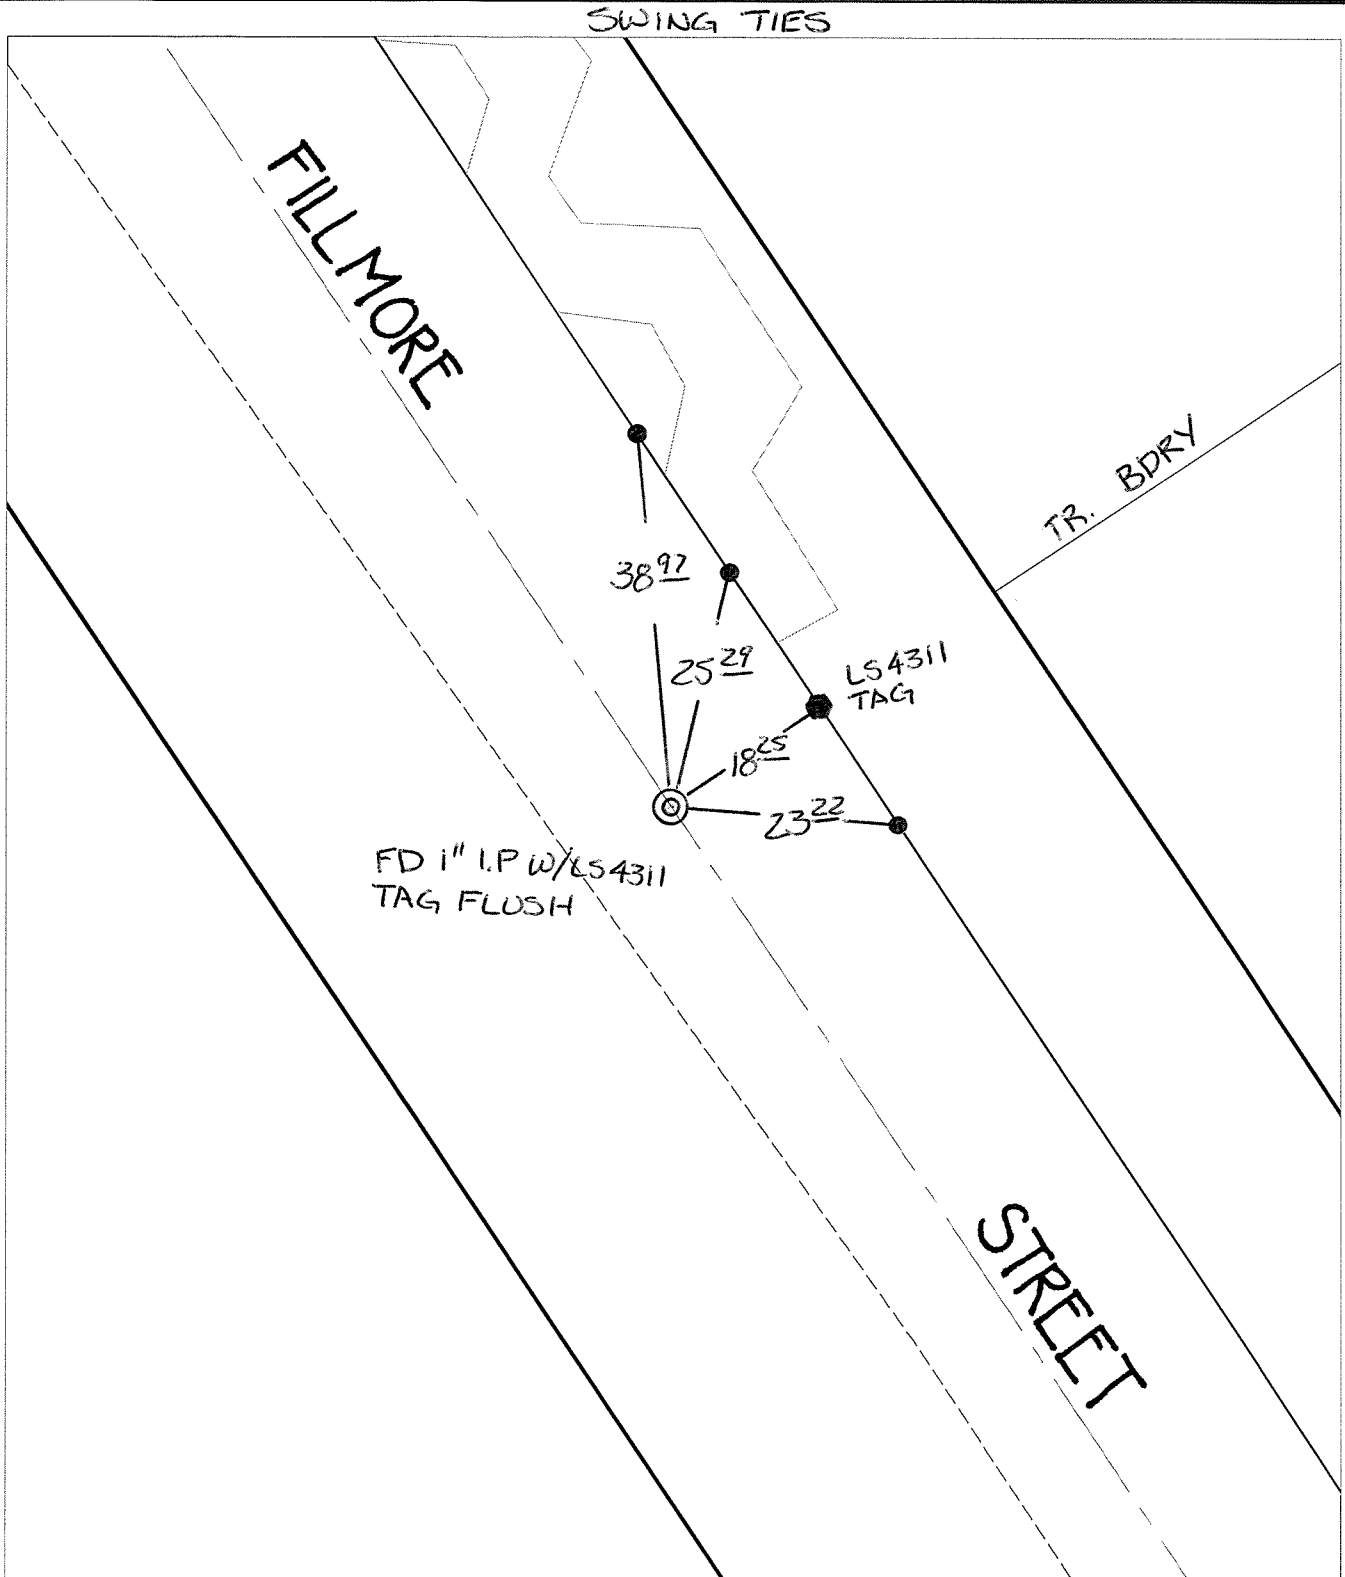 SWING TIES
FILLMORE
TR. BDRY
38 97
25 29
LS 4311
TAG
18 25
23 22
FD 1" I.P W/LS 4311
TAG FLUSH
STREET